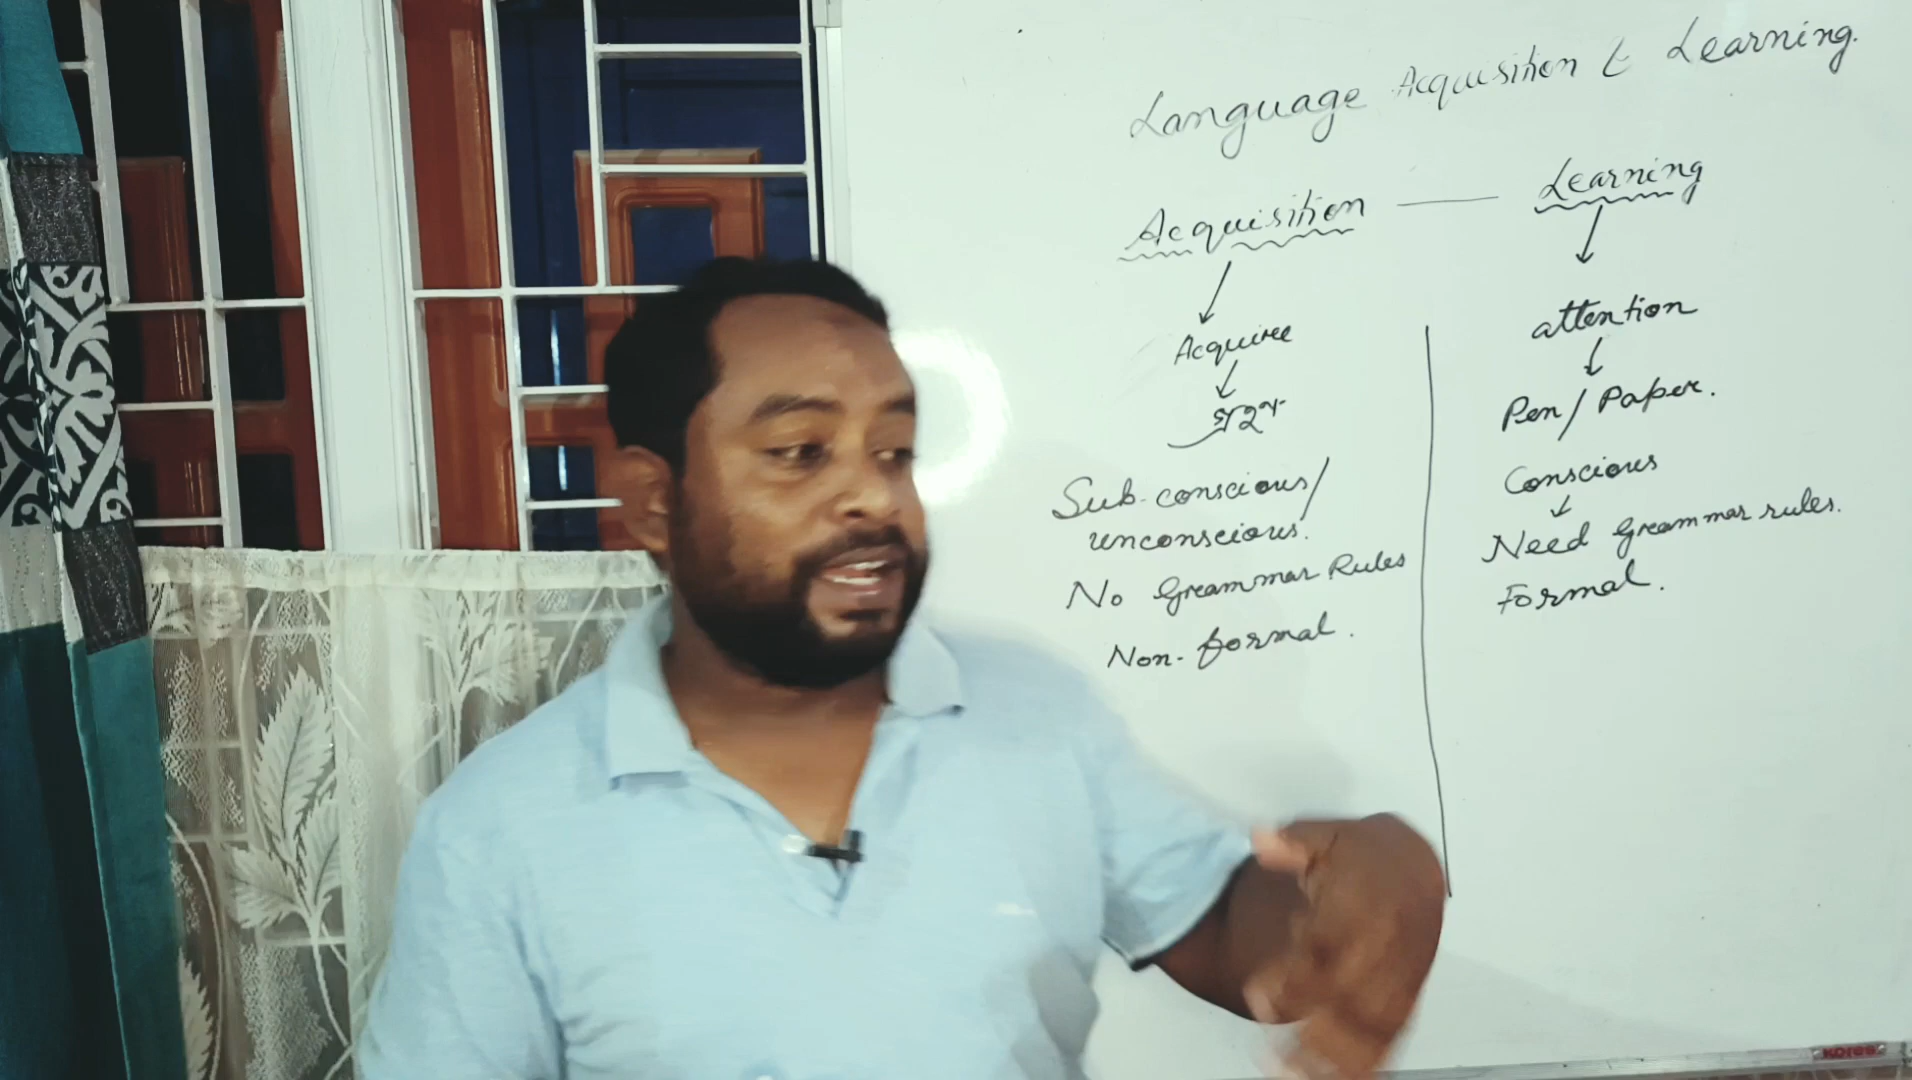 Language Acquisition & Learning.
Acquisition — Learning
Acquire
Sub-conscious/
unconscious.
No Grammar Rules
Non-formal.
attention
Pen/Paper.
Conscious
Need Grammar rules.
Formal.